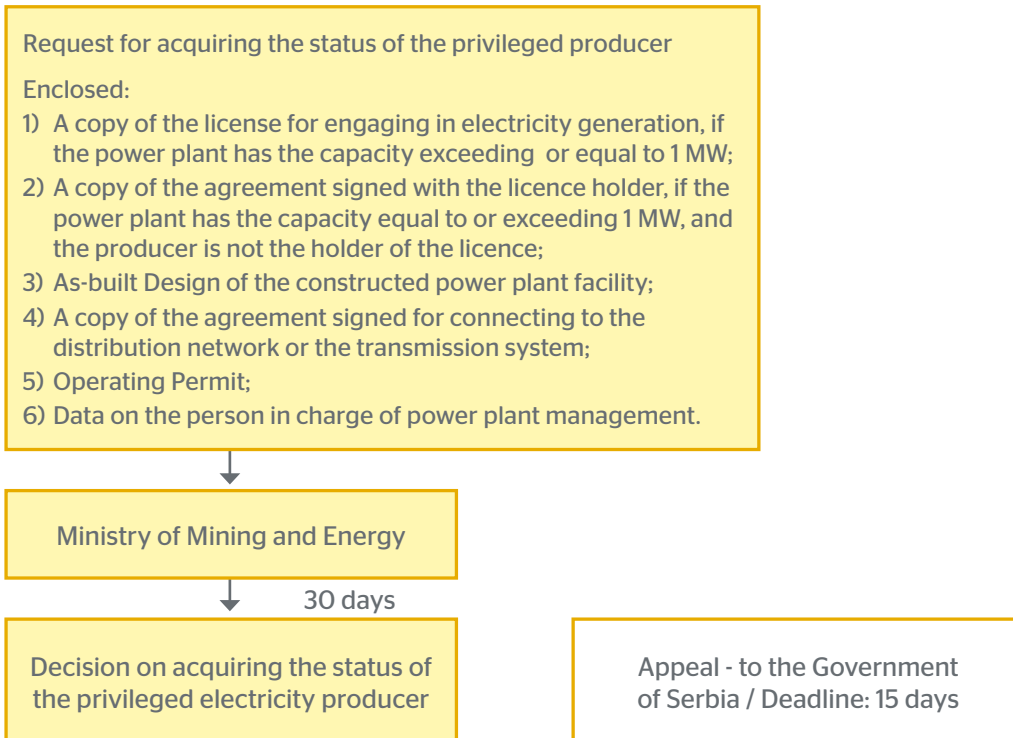 Request for acquiring the status of the privileged producer
Enclosed:
1) A copy of the license for engaging in electricity generation, if
the power plant has the capacity exceeding or equal to 1 MW;
2) A copy of the agreement signed with the licence holder, if the
power plant has the capacity equal to or exceeding 1 MW, and
the producer is not the holder of the licence;
3) As-built Design of the constructed power plant facility;
4) A copy of the agreement signed for connecting to the
distribution network or the transmission system;
5) Operating Permit;
6) Data on the person in charge of power plant management.
Ministry of Mining and Energy
30 days
Decision on acquiring the status of
the privileged electricity producer
Appeal - to the Government
of Serbia / Deadline: 15 days